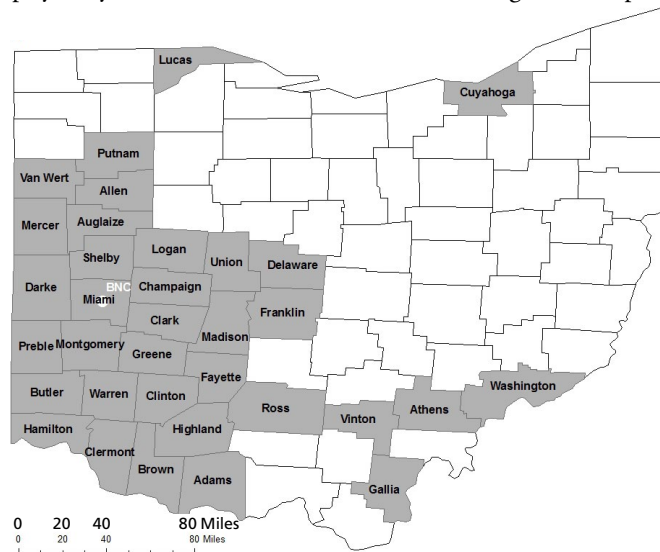 Lucas
Cuyahoga
Putnam
Van Wert
Allen
Mercer
Auglaize
Shelby
Logan
Union
Delaware
Darke
BNC
Miami
Champaign
Clark
Franklin
Madison
Preble
Montgomery
Greene
Fayette
Butler
Warren
Clinton
Ross
Washington
Vinton
Athens
Hamilton
Highland
Clermont
Brown
Adams
Gallia
0 20 40 80 Miles
0 20 40 80 Miles